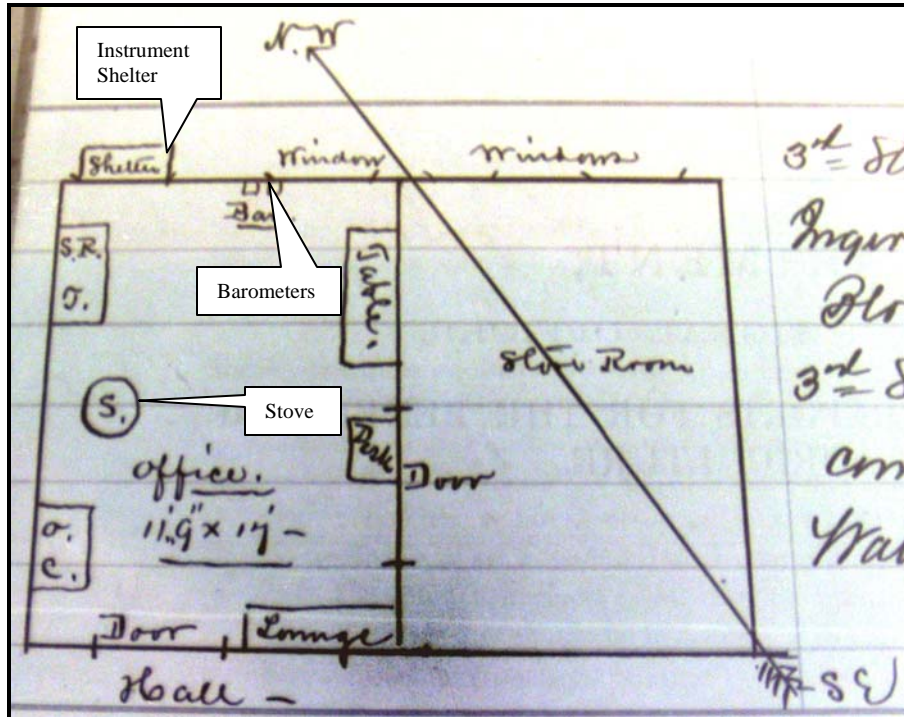 N.W
Instrument
Shelter
Shelter
Window
Windows
3rd
Bar.
S.R.
T.
Table.
Barometers
Store Room
3rd S
S.
Stove
Desk
Door
office.
11'9" × 17' –
O.
C.
Door
Lounge
Hall –
S E